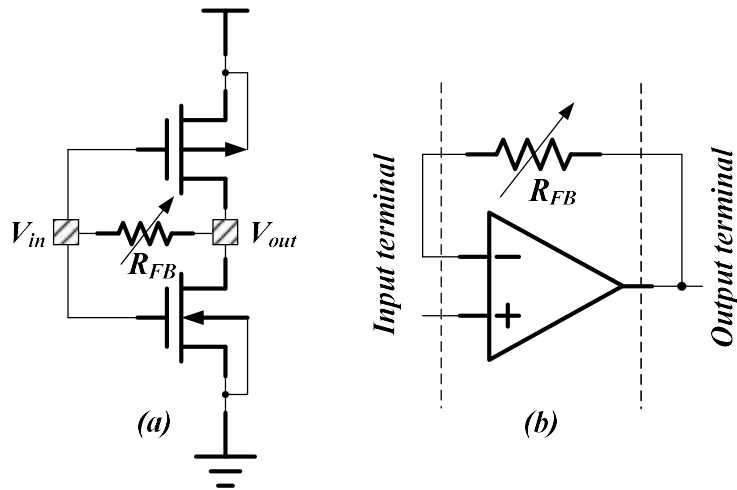 V_in
R_FB
V_out
(a)
Input terminal
R_FB
−
+
Output terminal
(b)